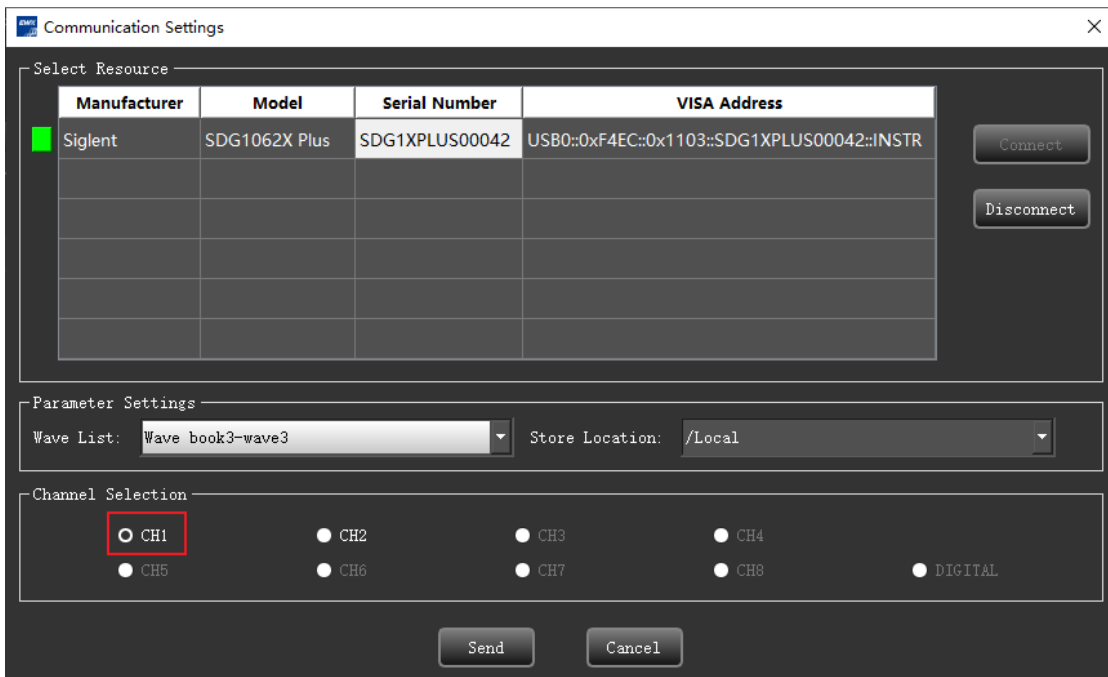 Communication Settings
Select Resource
Manufacturer Model Serial Number VISA Address
Siglent SDG1062X Plus SDG1XPLUS00042 USB0::0xF4EC::0x1103::SDG1XPLUS00042::INSTR
Connect
Disconnect
Parameter Settings
Wave List: Wave book3-wave3 Store Location: /Local
Channel Selection
CH1 CH2 CH3 CH4
CH5 CH6 CH7 CH8 DIGITAL
Send Cancel